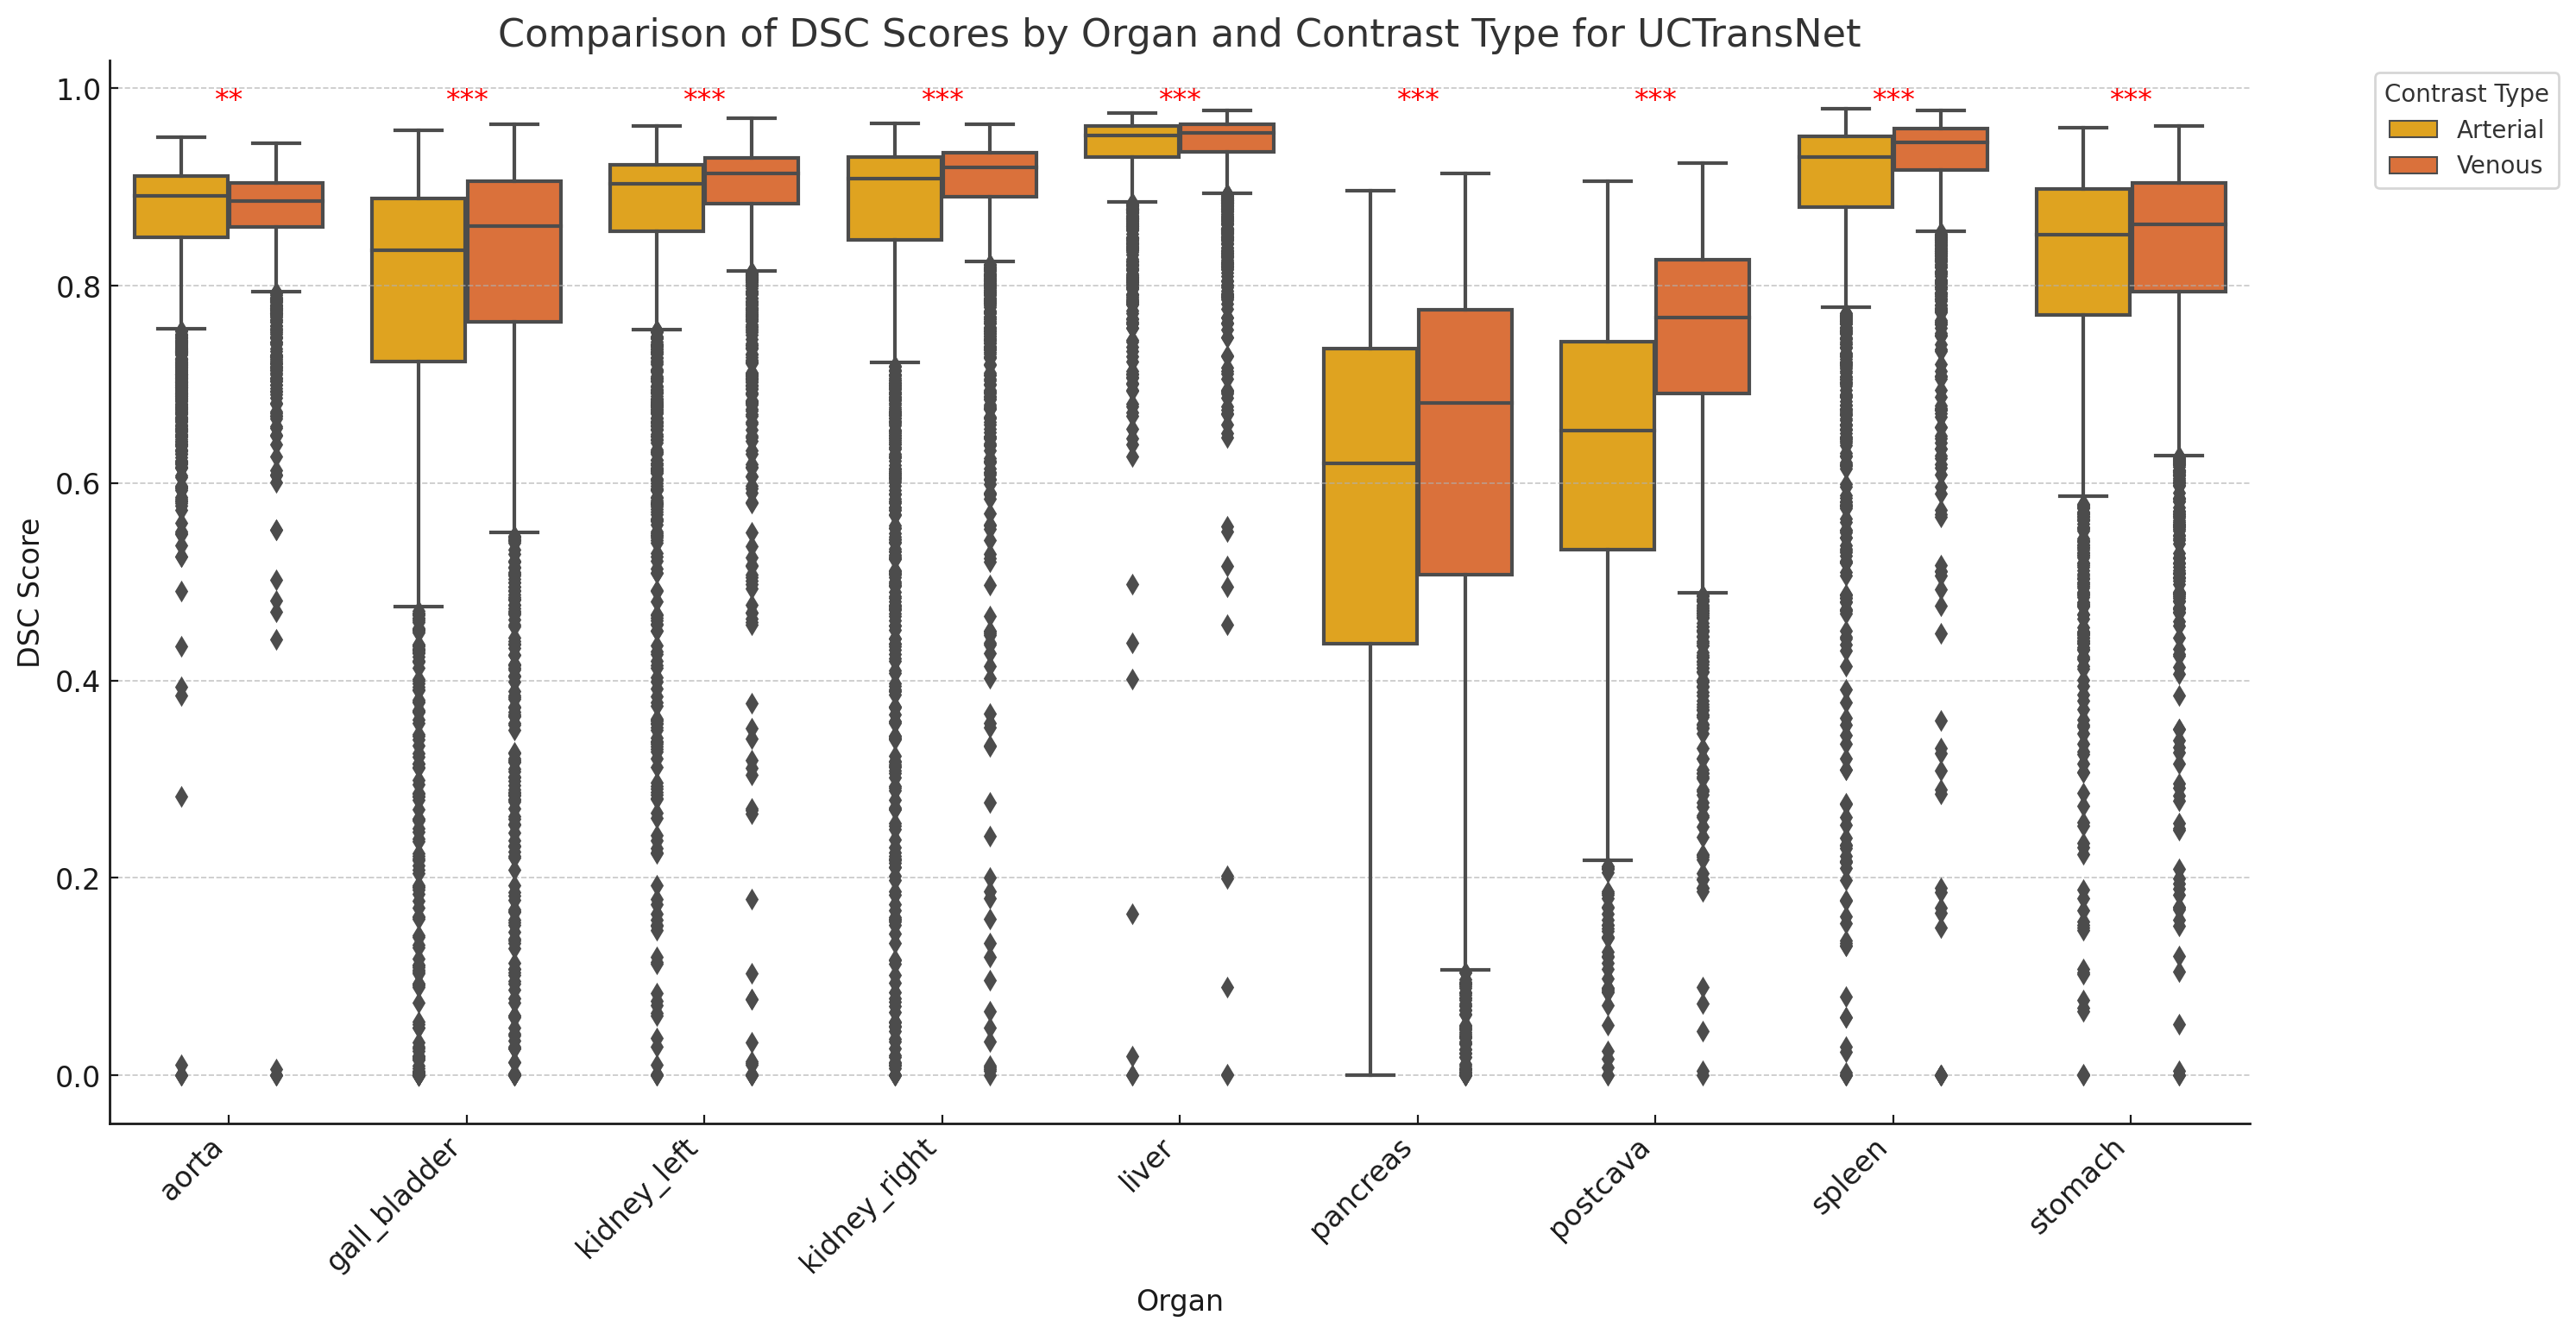 Comparison of DSC Scores by Organ and Contrast Type for UCTransNet
** *** *** *** *** *** *** *** ***
Contrast Type
Arterial
Venous
DSC Score
1.0
0.8
0.6
0.4
0.2
0.0
aorta
gall_bladder
kidney_left
kidney_right
liver
pancreas
postcava
spleen
stomach
Organ